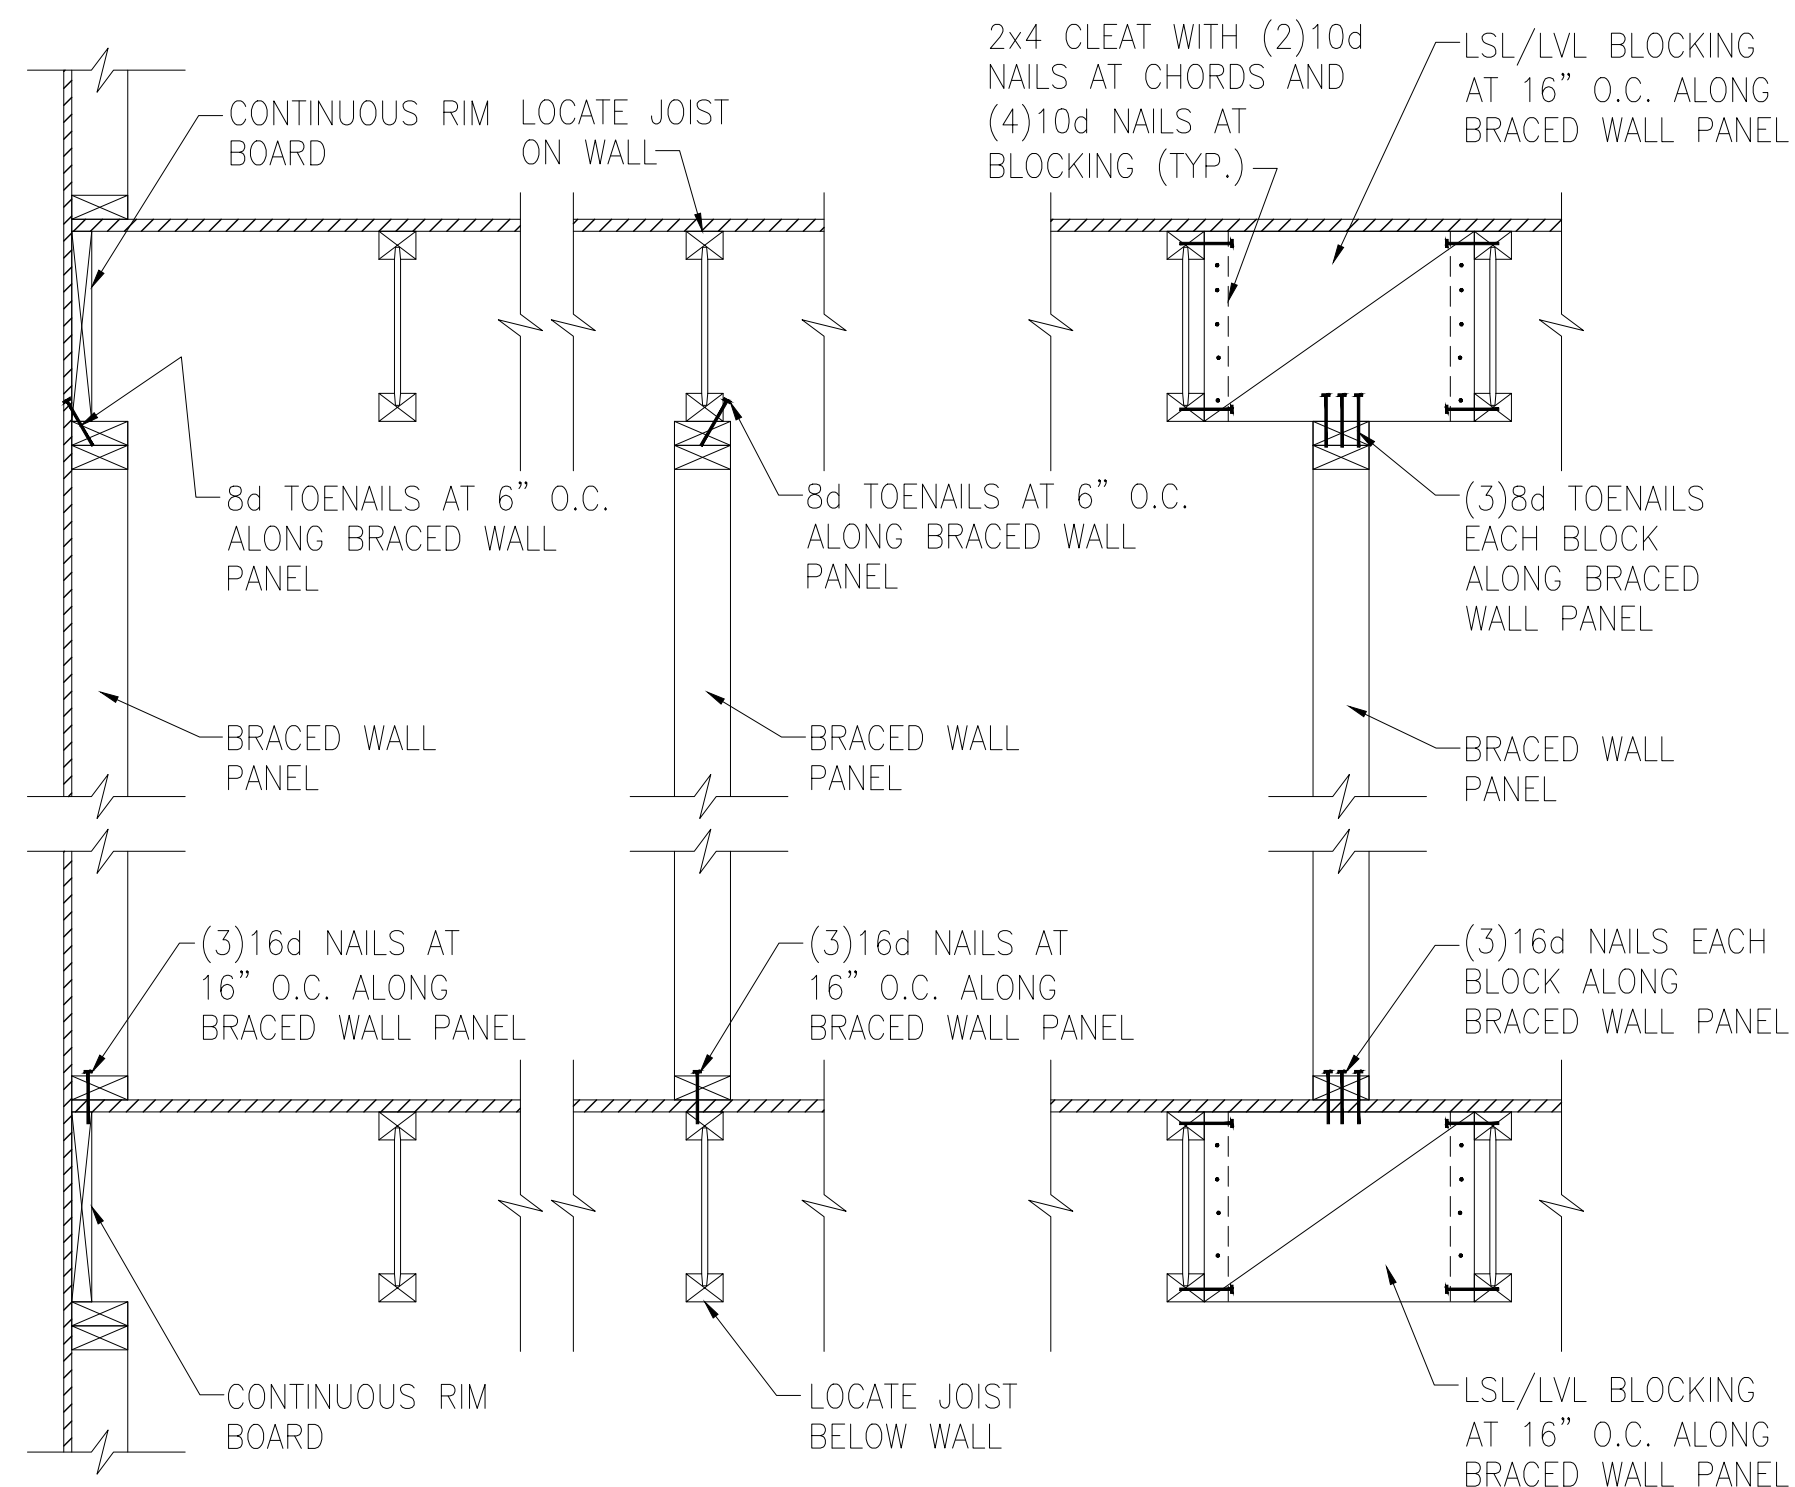 CONTINUOUS RIM
BOARD
LOCATE JOIST
ON WALL
2x4 CLEAT WITH (2)10d
NAILS AT CHORDS AND
(4)10d NAILS AT
BLOCKING (TYP.)
LSL/LVL BLOCKING
AT 16” O.C. ALONG
BRACED WALL PANEL
8d TOENAILS AT 6” O.C.
ALONG BRACED WALL
PANEL
8d TOENAILS AT 6” O.C.
ALONG BRACED WALL
PANEL
(3)8d TOENAILS
EACH BLOCK
ALONG BRACED
WALL PANEL
BRACED WALL
PANEL
BRACED WALL
PANEL
BRACED WALL
PANEL
(3)16d NAILS AT
16” O.C. ALONG
BRACED WALL PANEL
(3)16d NAILS AT
16” O.C. ALONG
BRACED WALL PANEL
(3)16d NAILS EACH
BLOCK ALONG
BRACED WALL PANEL
CONTINUOUS RIM
BOARD
LOCATE JOIST
BELOW WALL
LSL/LVL BLOCKING
AT 16” O.C. ALONG
BRACED WALL PANEL